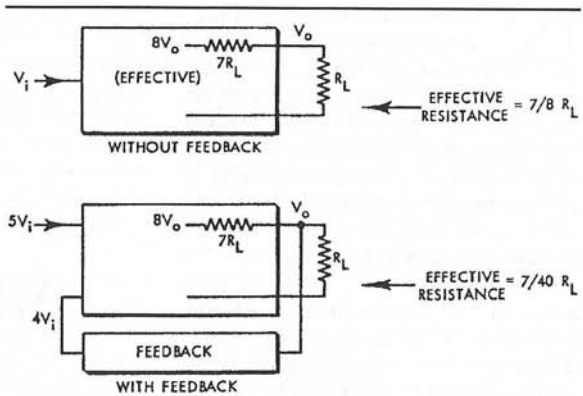 Vo
8Vo
7RL
Vi
(EFFECTIVE)
RL
EFFECTIVE
RESISTANCE = 7/8 RL
WITHOUT FEEDBACK
Vo
5Vi
8Vo
7RL
RL
EFFECTIVE
RESISTANCE = 7/40 RL
4Vi
FEEDBACK
WITH FEEDBACK